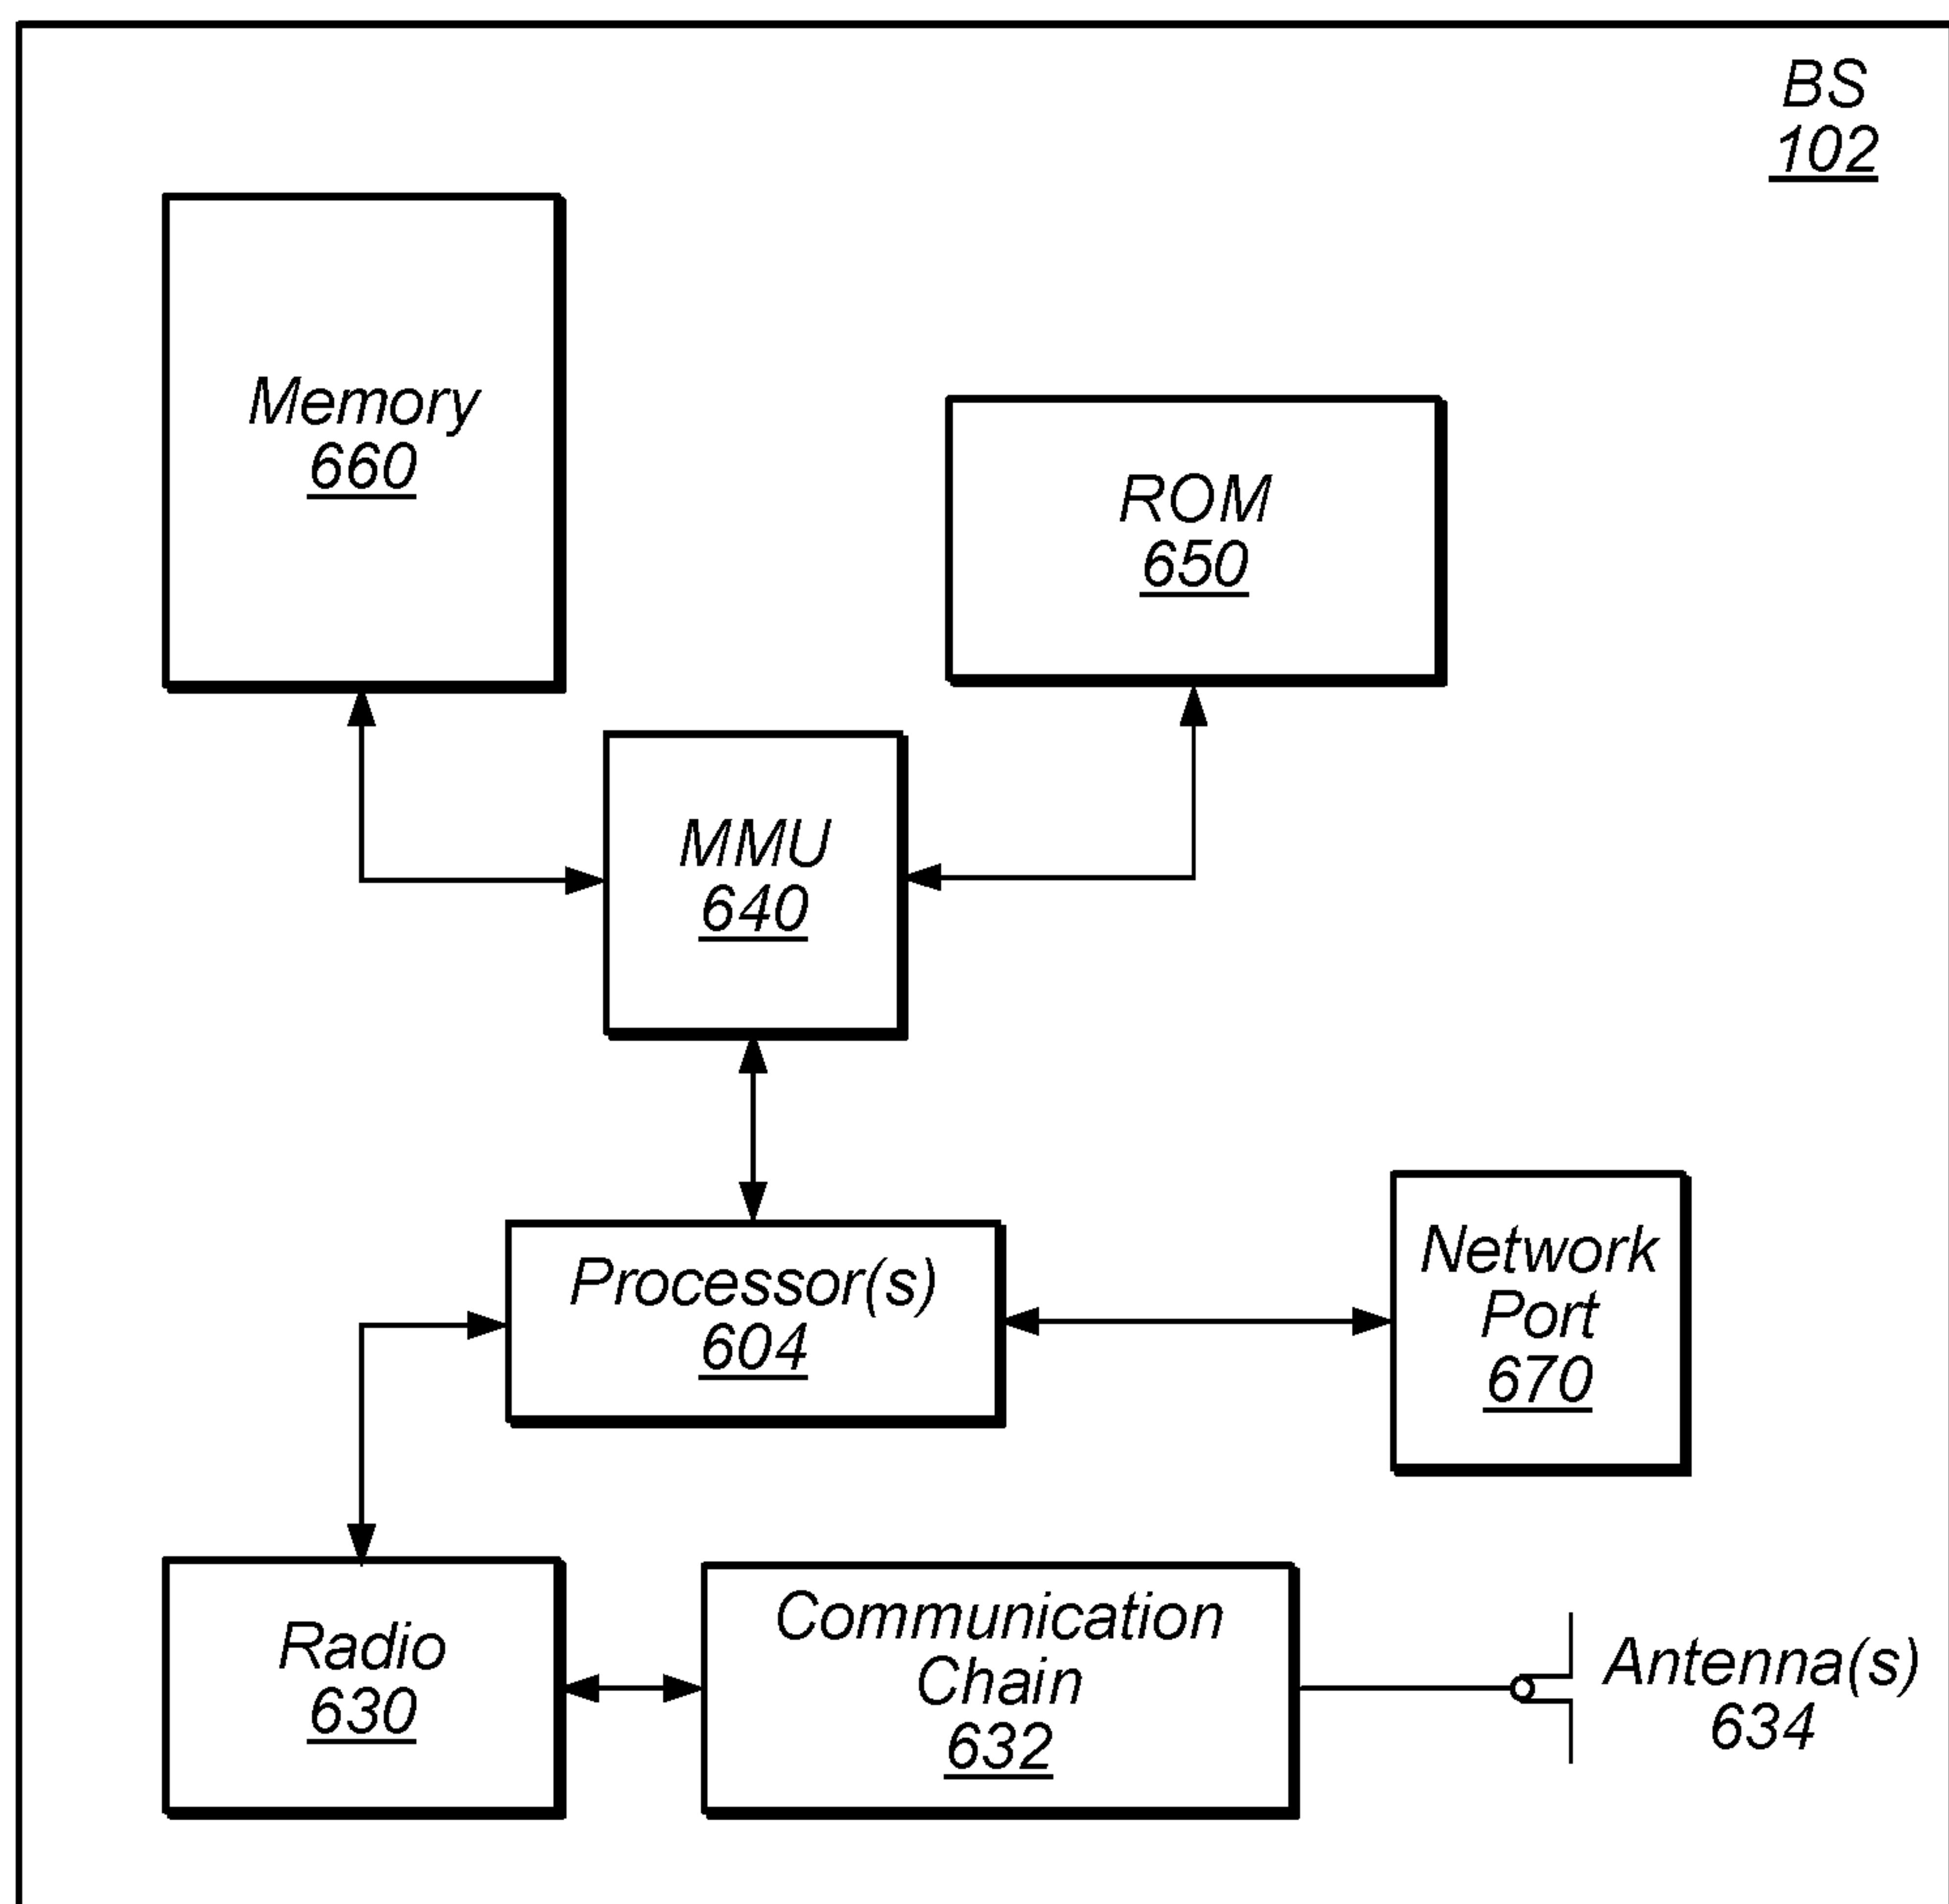 BS
102
Memory
660
ROM
650
MMU
640
Processor(s)
604
Network
Port
670
Radio
630
Communication
Chain
632
Antenna(s)
634